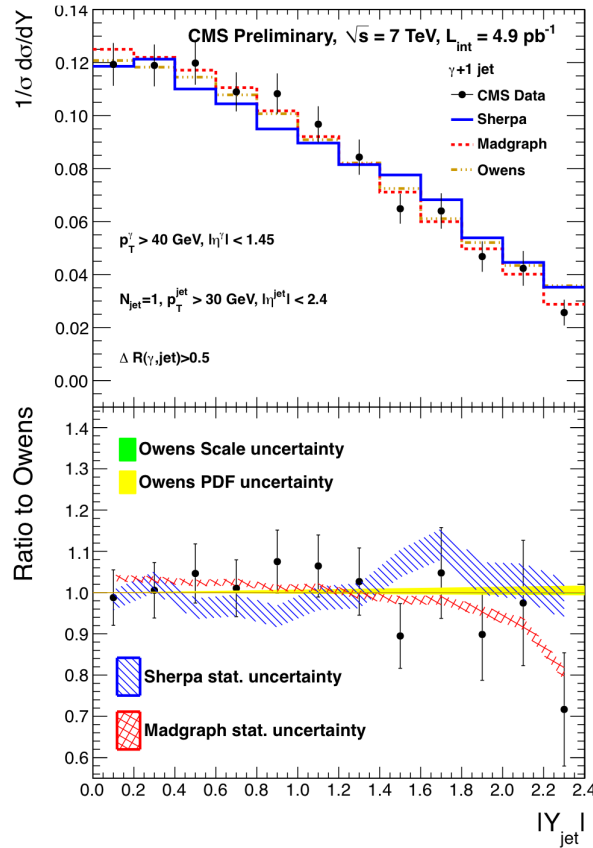 CMS Preliminary, √s = 7 TeV, L_int = 4.9 pb⁻¹
γ+1 jet
CMS Data
Sherpa
Madgraph
Owens
1/σ dσ/dY
0.12
0.10
0.08
0.06
0.04
0.02
0.00
p_T^γ > 40 GeV, |η^γ| < 1.45
N_jet=1, p_T^jet > 30 GeV, |η^jet| < 2.4
Δ R(γ,jet)>0.5
Ratio to Owens
1.4
1.3
1.2
1.1
1.0
0.9
0.8
0.7
0.6
Owens Scale uncertainty
Owens PDF uncertainty
Sherpa stat. uncertainty
Madgraph stat. uncertainty
0.0 0.2 0.4 0.6 0.8 1.0 1.2 1.4 1.6 1.8 2.0 2.2 2.4
|Y_jet|